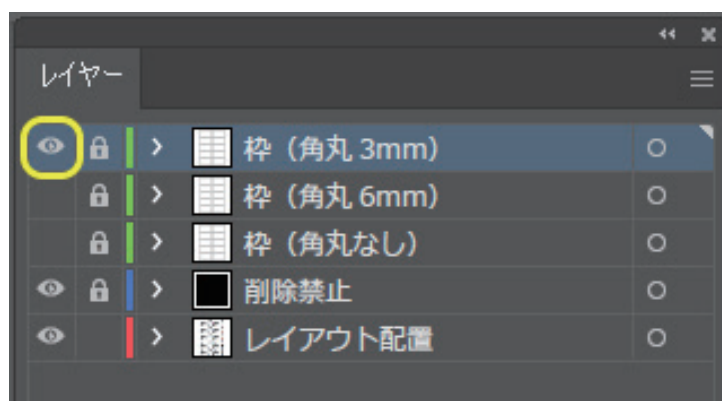 レイヤー
枠（角丸 3mm）
枠（角丸 6mm）
枠（角丸なし）
削除禁止
レイアウト配置